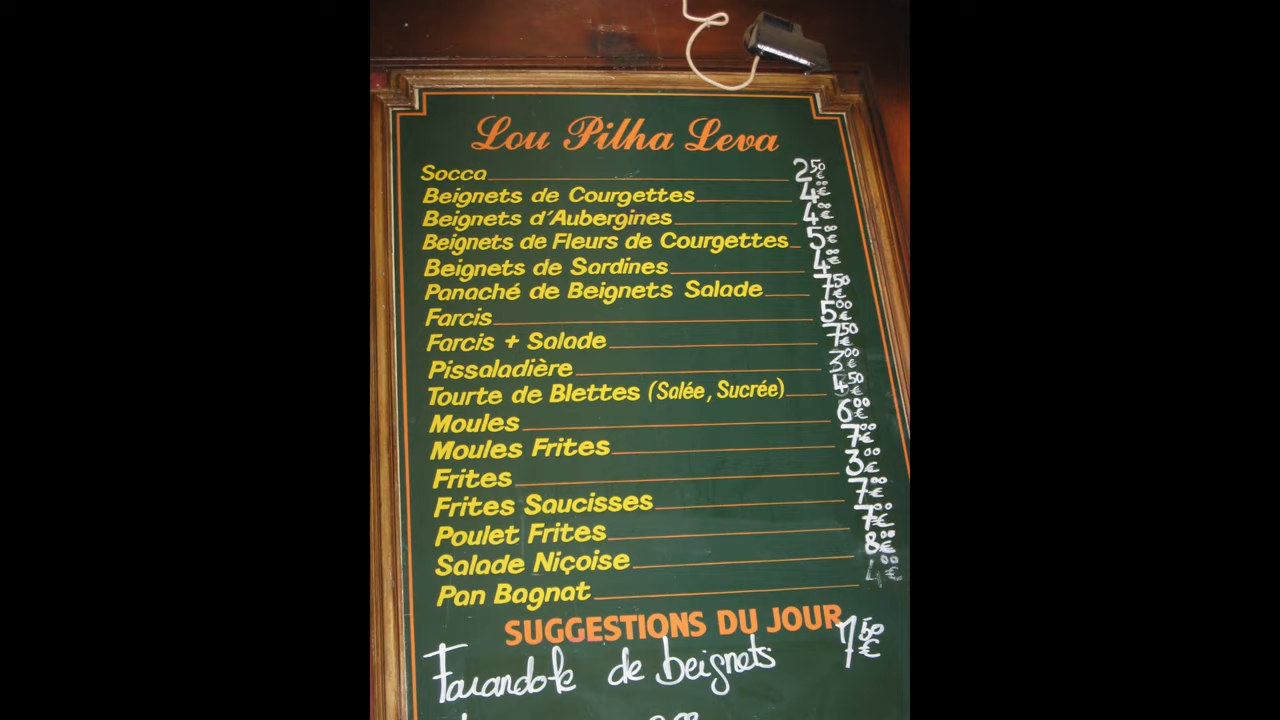 Lou Pilha Leva
Socca 2,50 €
Beignets de Courgettes 4,00 €
Beignets d'Aubergines 4,00 €
Beignets de Fleurs de Courgettes 5,00 €
Beignets de Sardines 4,00 €
Panaché de Beignets Salade 7,50 €
Farcis 5,00 €
Farcis + Salade 7,50 €
Pissaladière 3,00 €
Tourte de Blettes (Salée, Sucrée) 4,50 €
Moules 6,00 €
Moules Frites 7,00 €
Frites 3,00 €
Frites Saucisses 7,00 €
Poulet Frites 7,00 €
Salade Niçoise 8,00 €
Pan Bagnat 4,00 €
SUGGESTIONS DU JOUR
Farandole de beignets 7,50 €